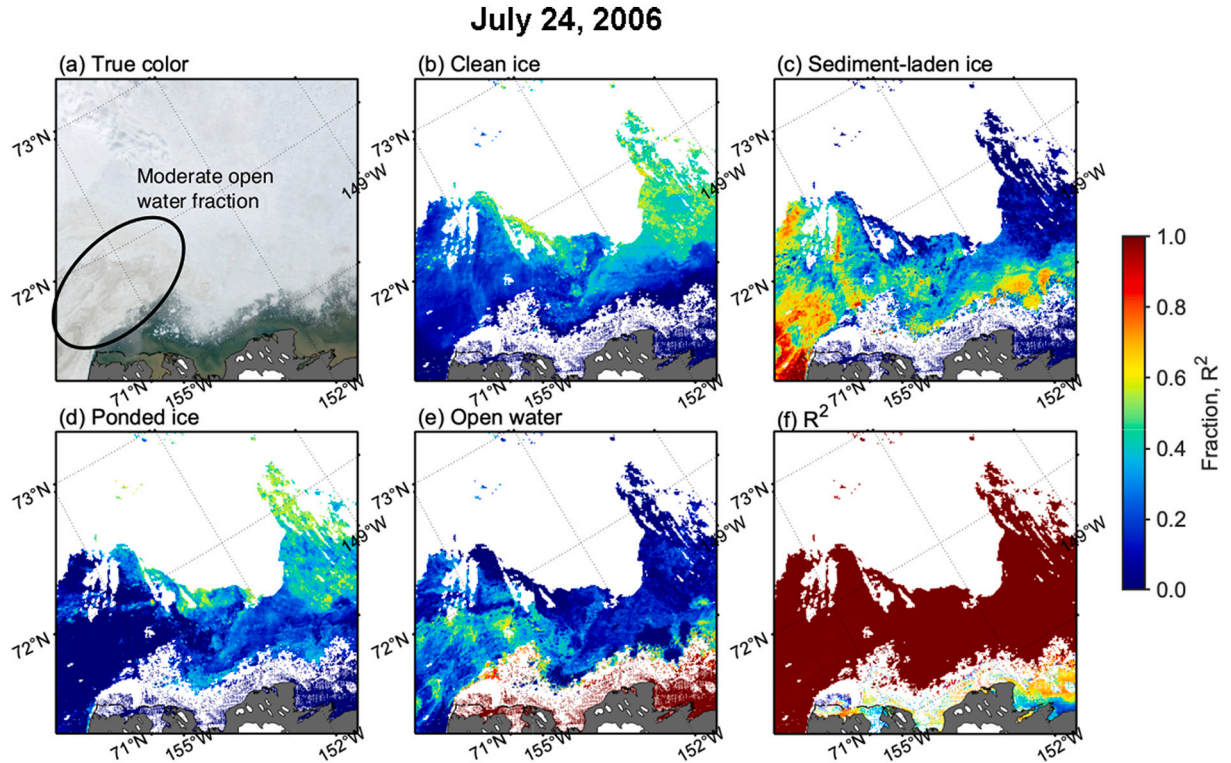 July 24, 2006
(a) True color
(b) Clean ice
(c) Sediment-laden ice
73°N
72°N
71°N
155°W
152°W
149°W
Moderate open
water fraction
73°N
72°N
71°N
155°W
152°W
149°W
73°N
72°N
71°N
155°W
152°W
149°W
(d) Ponded ice
(e) Open water
(f) R²
73°N
72°N
71°N
155°W
152°W
149°W
73°N
72°N
71°N
155°W
152°W
149°W
73°N
72°N
71°N
155°W
152°W
149°W
1.0
0.8
0.6
0.4
0.2
0.0
Fraction, R²